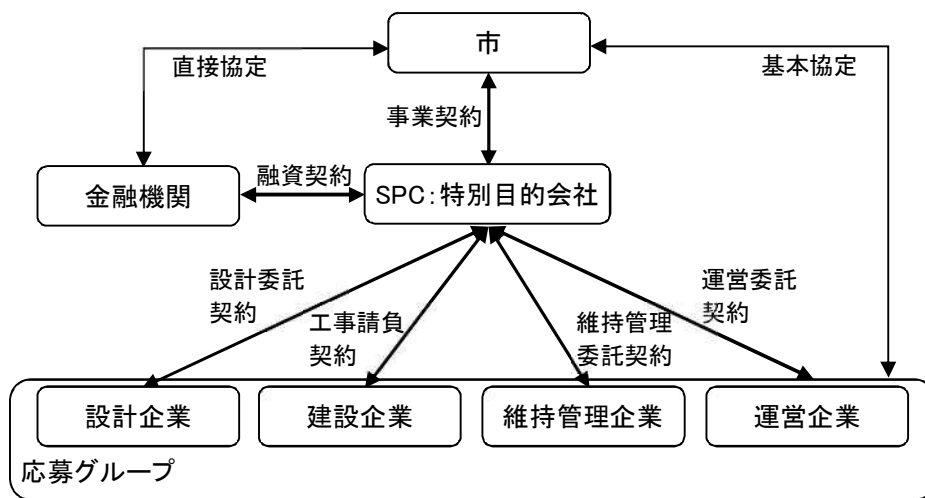 市
直接協定
基本協定
事業契約
融資契約
金融機関
SPC:特別目的会社
設計委託
契約
工事請負
契約
維持管理
委託契約
運営委託
契約
設計企業
建設企業
維持管理企業
運営企業
応募グループ